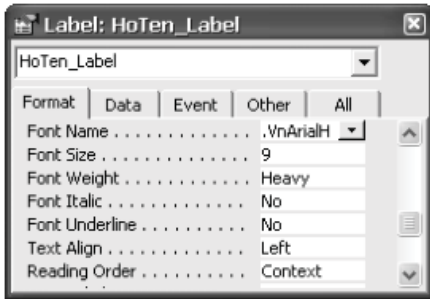 Label: HoTen_Label
HoTen_Label
Format Data Event Other All
Font Name . . . . . . . . . . . . . .VnArialH
Font Size . . . . . . . . . . . . . . . 9
Font Weight . . . . . . . . . . . . Heavy
Font Italic . . . . . . . . . . . . . No
Font Underline . . . . . . . . . . No
Text Align . . . . . . . . . . . . . Left
Reading Order . . . . . . . . . . Context